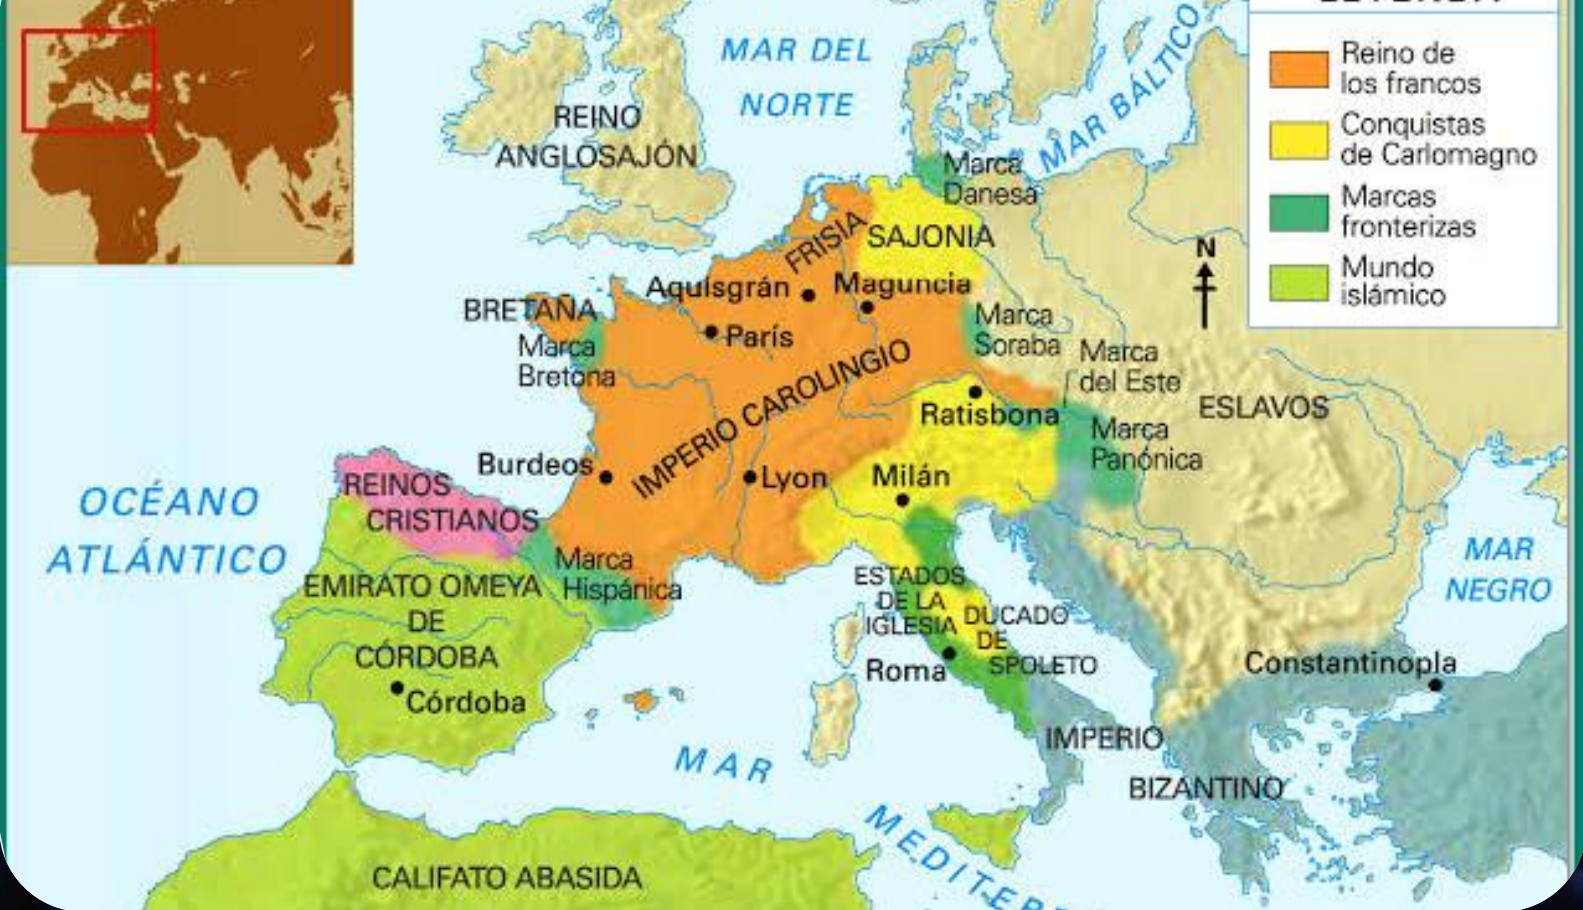 LEYENDA
Reino de
los francos
Conquistas
de Carlomagno
Marcas
fronterizas
Mundo
islámico
N
MAR DEL
NORTE
MAR BÁLTICO
REINO
ANGLOSAJÓN
Marca
Danesa
FRISIA
SAJONIA
Aquisgrán
Maguncia
BRETAÑA
París
Marca
Bretona
Marca
Soraba
Marca
del Este
IMPERIO CAROLINGIO
Ratisbona
ESLAVOS
Marca
Panónica
Burdeos
Lyon
Milán
REINOS
CRISTIANOS
OCÉANO
ATLÁNTICO
Marca
Hispánica
EMIRATO OMEYA
DE
CÓRDOBA
Córdoba
ESTADOS
DE LA
IGLESIA
DUCADO
DE
SPOLETO
Roma
MAR
NEGRO
Constantinopla
IMPERIO
BIZANTINO
MAR
CALIFATO ABASIDA